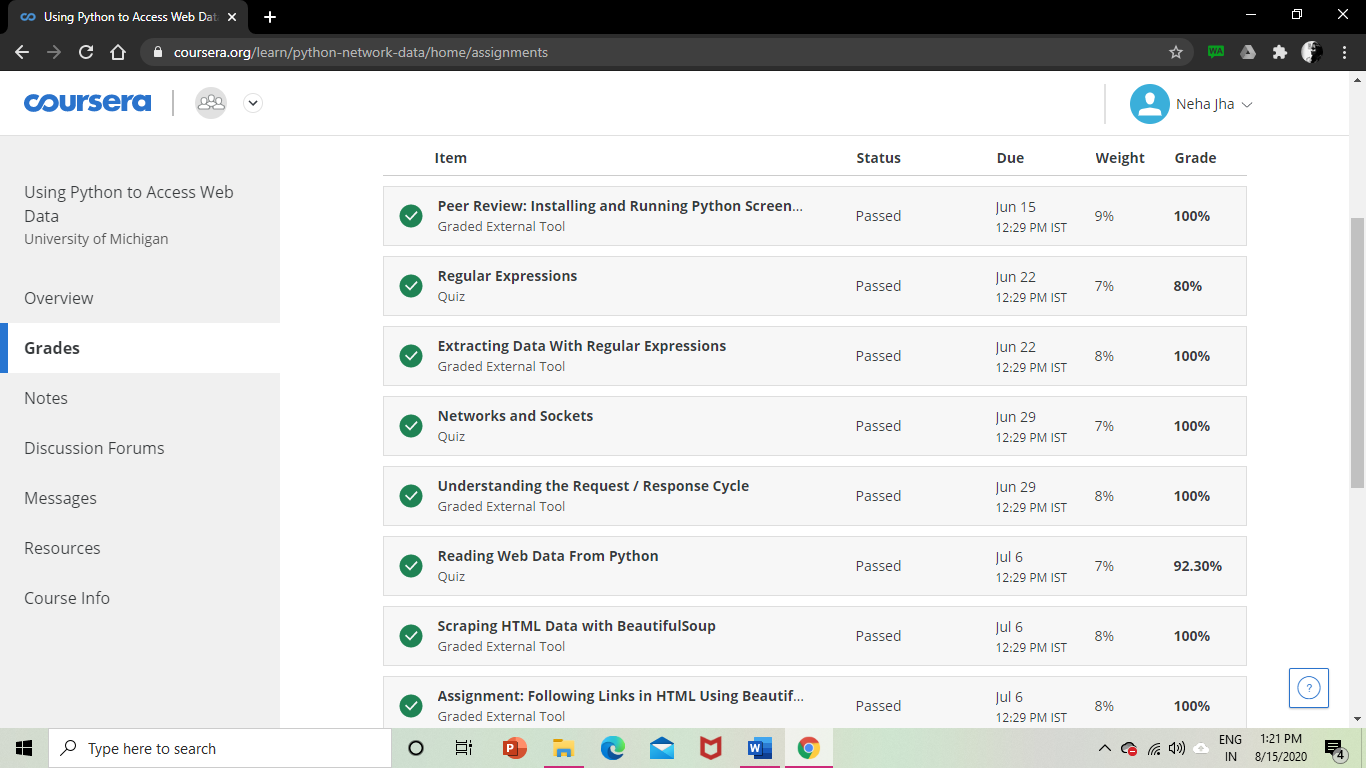 Using Python to Access Web Dat
coursera.org/learn/python-network-data/home/assignments
WA
coursera
Neha Jha
Using Python to Access Web
Data
University of Michigan
Overview
Grades
Notes
Discussion Forums
Messages
Resources
Course Info
Item Status Due Weight Grade
Peer Review: Installing and Running Python Screen...
Graded External Tool
Passed
Jun 15
12:29 PM IST
9%
100%
Regular Expressions
Quiz
Passed
Jun 22
12:29 PM IST
7%
80%
Extracting Data With Regular Expressions
Graded External Tool
Passed
Jun 22
12:29 PM IST
8%
100%
Networks and Sockets
Quiz
Passed
Jun 29
12:29 PM IST
7%
100%
Understanding the Request / Response Cycle
Graded External Tool
Passed
Jun 29
12:29 PM IST
8%
100%
Reading Web Data From Python
Quiz
Passed
Jul 6
12:29 PM IST
7%
92.30%
Scraping HTML Data with BeautifulSoup
Graded External Tool
Passed
Jul 6
12:29 PM IST
8%
100%
Assignment: Following Links in HTML Using Beautif...
Graded External Tool
Passed
Jul 6
12:29 PM IST
8%
100%
?
Type here to search
P
W
ENG
IN
1:21 PM
8/15/2020
4